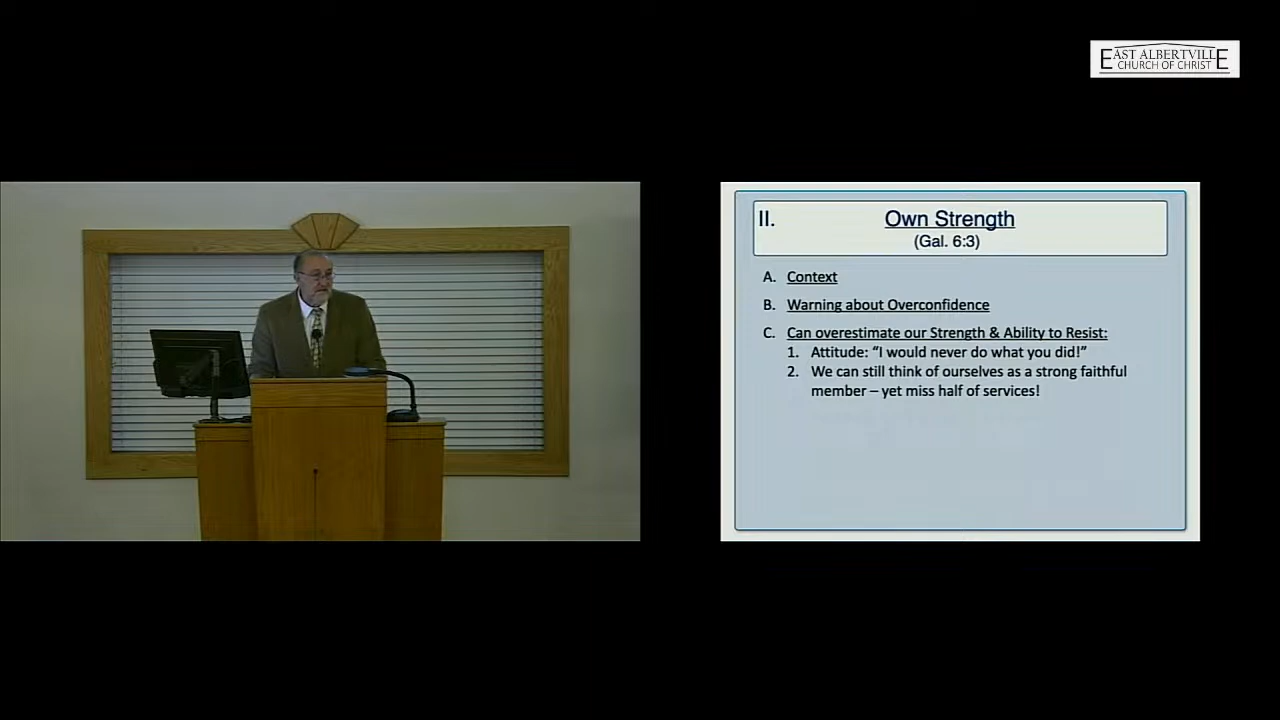 EAST ALBERTVILLE
CHURCH OF CHRIST
II. Own Strength
(Gal. 6:3)
A. Context
B. Warning about Overconfidence
C. Can overestimate our Strength & Ability to Resist:
1. Attitude: “I would never do what you did!”
2. We can still think of ourselves as a strong faithful
member – yet miss half of services!